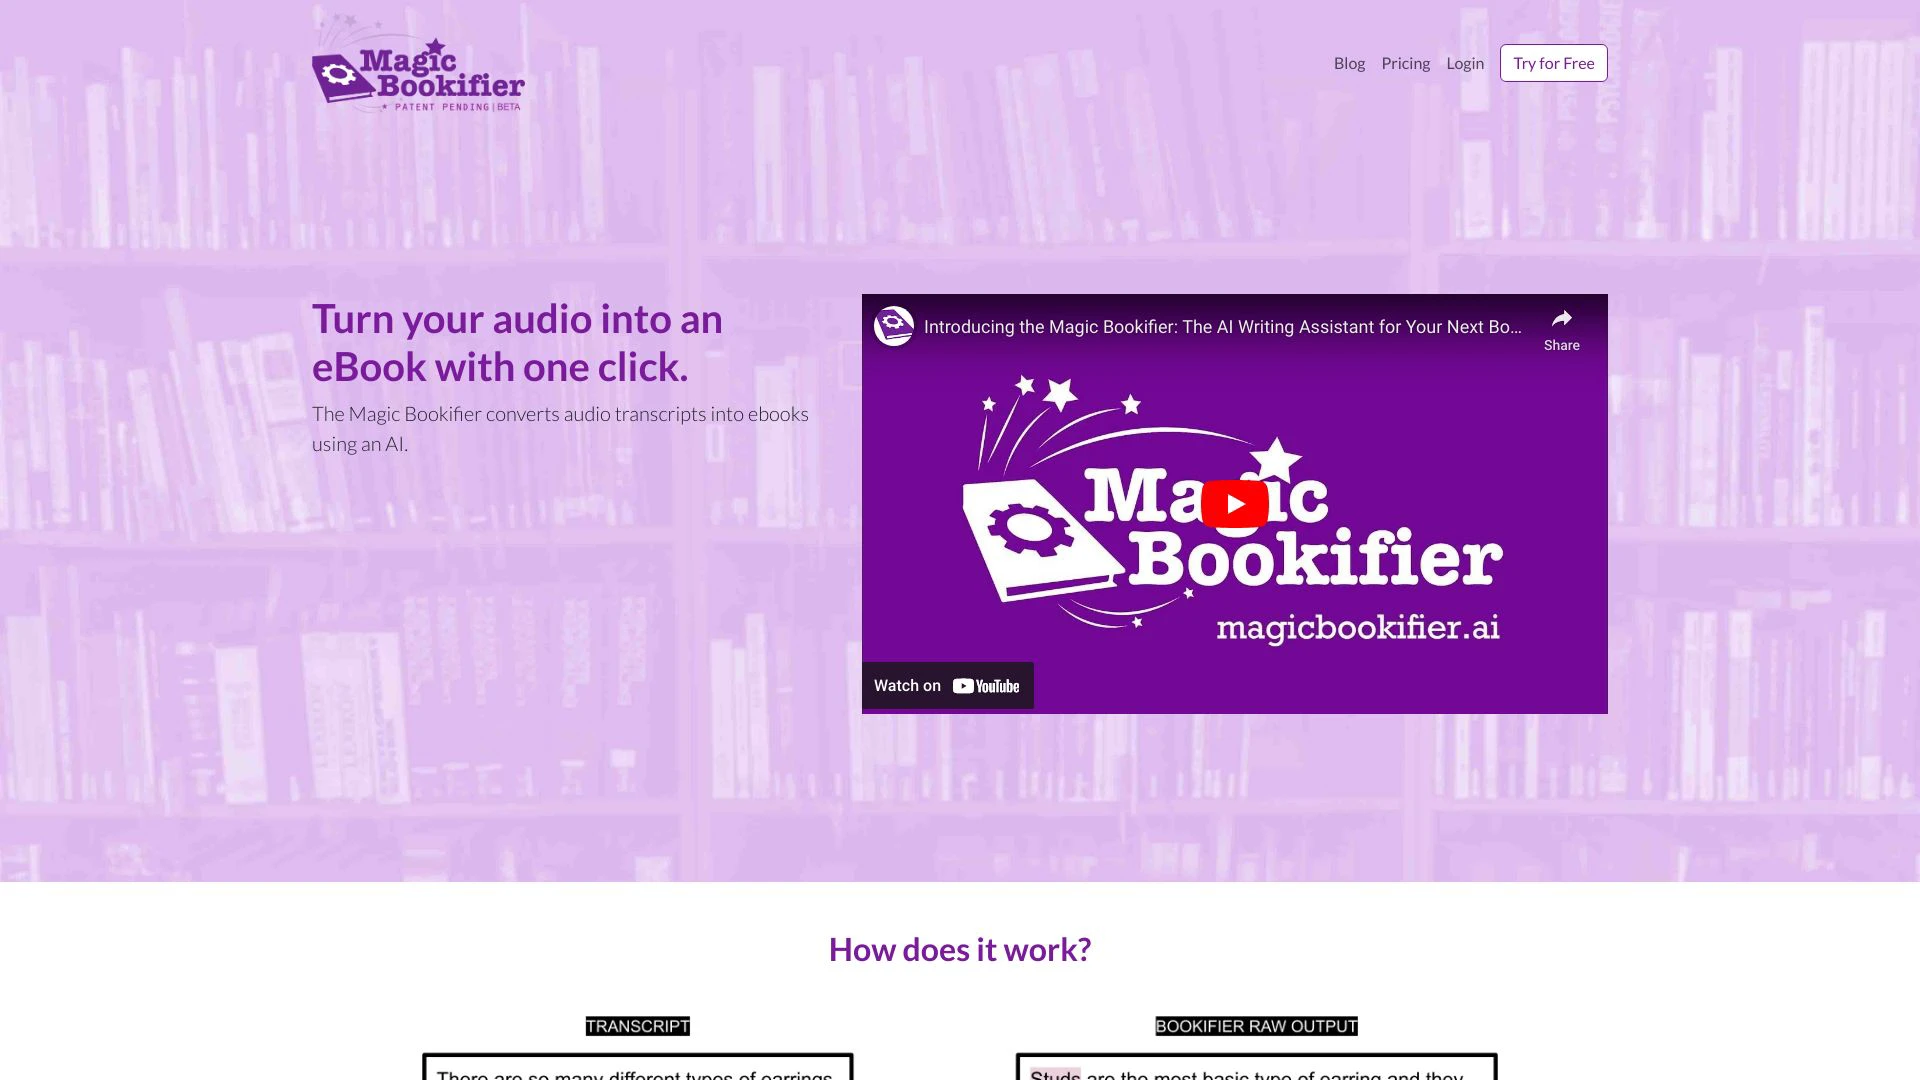 Magic
Bookifier
PATENT PENDING | BETA
Blog
Pricing
Login
Try for Free
Turn your audio into an
eBook with one click.
The Magic Bookifier converts audio transcripts into ebooks
using an AI.
Introducing the Magic Bookifier: The AI Writing Assistant for Your Next Bo...
Share
Magic
Bookifier
magicbookifier.ai
Watch on YouTube
How does it work?
TRANSCRIPT
BOOKIFIER RAW OUTPUT
There are so many different types of earrings
Studs are the most basic type of earring and they